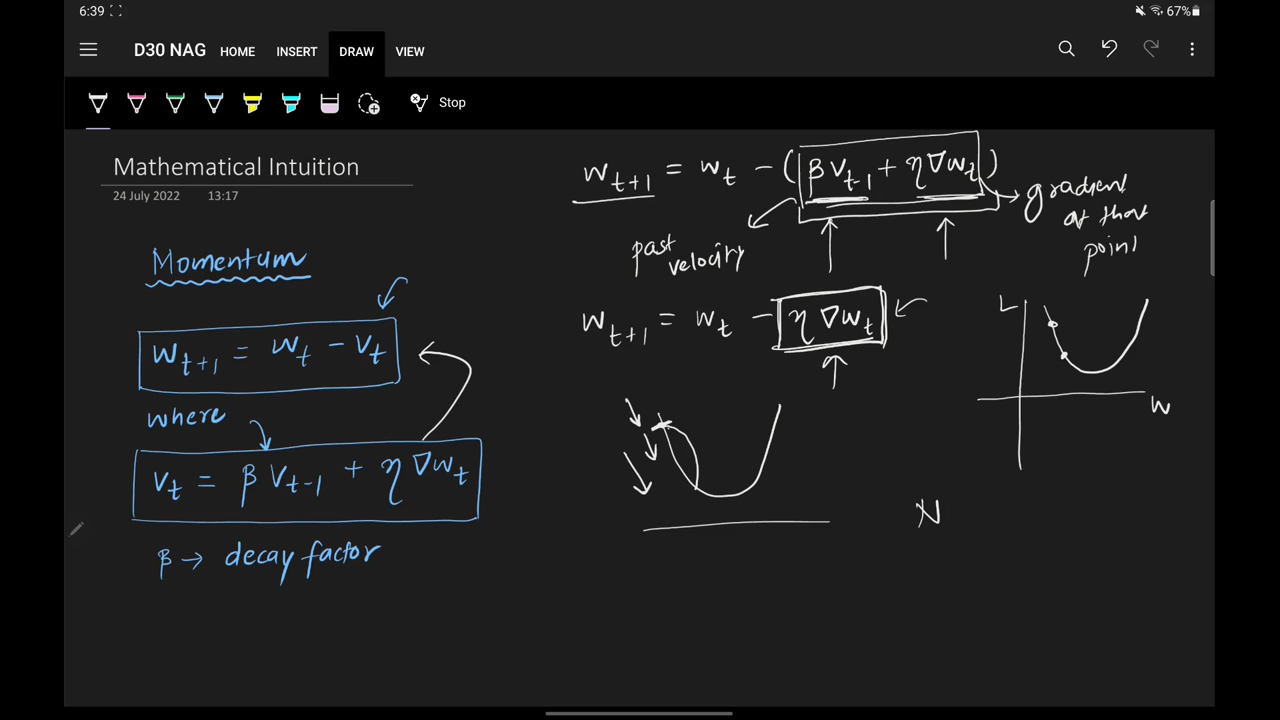 6:39
67%
D30 NAG HOME INSERT DRAW VIEW
Stop
Mathematical Intuition
24 July 2022 13:17
Momentum
w_{t+1} = w_t - v_t
where
v_t = β v_{t-1} + η ∇w_t
β → decay factor
w_{t+1} = w_t - (β v_{t-1} + η ∇w_t)
past velocity
gradient
at that
point
w_{t+1} = w_t - η ∇w_t
L
w
N